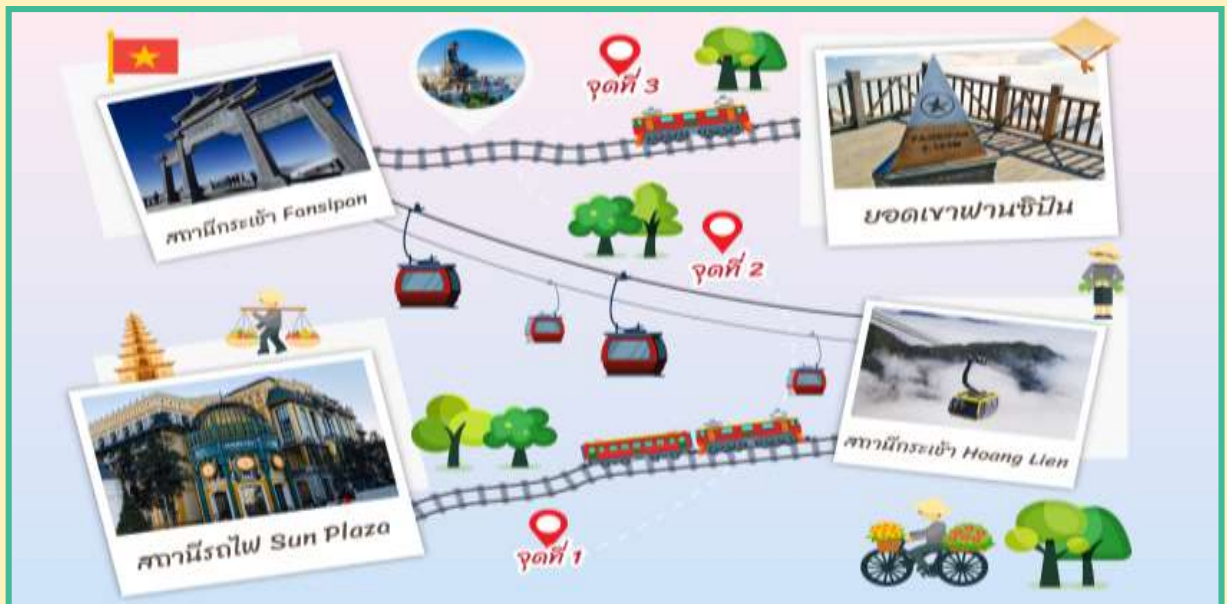 จุดที่ 3
สถานีกระเช้า Fansipan
FANSIPAN
3.143M
ยอดเขาฟานซิปัน
จุดที่ 2
สถานีกระเช้า Hoang Lien
สถานีรถไฟ Sun Plaza
จุดที่ 1